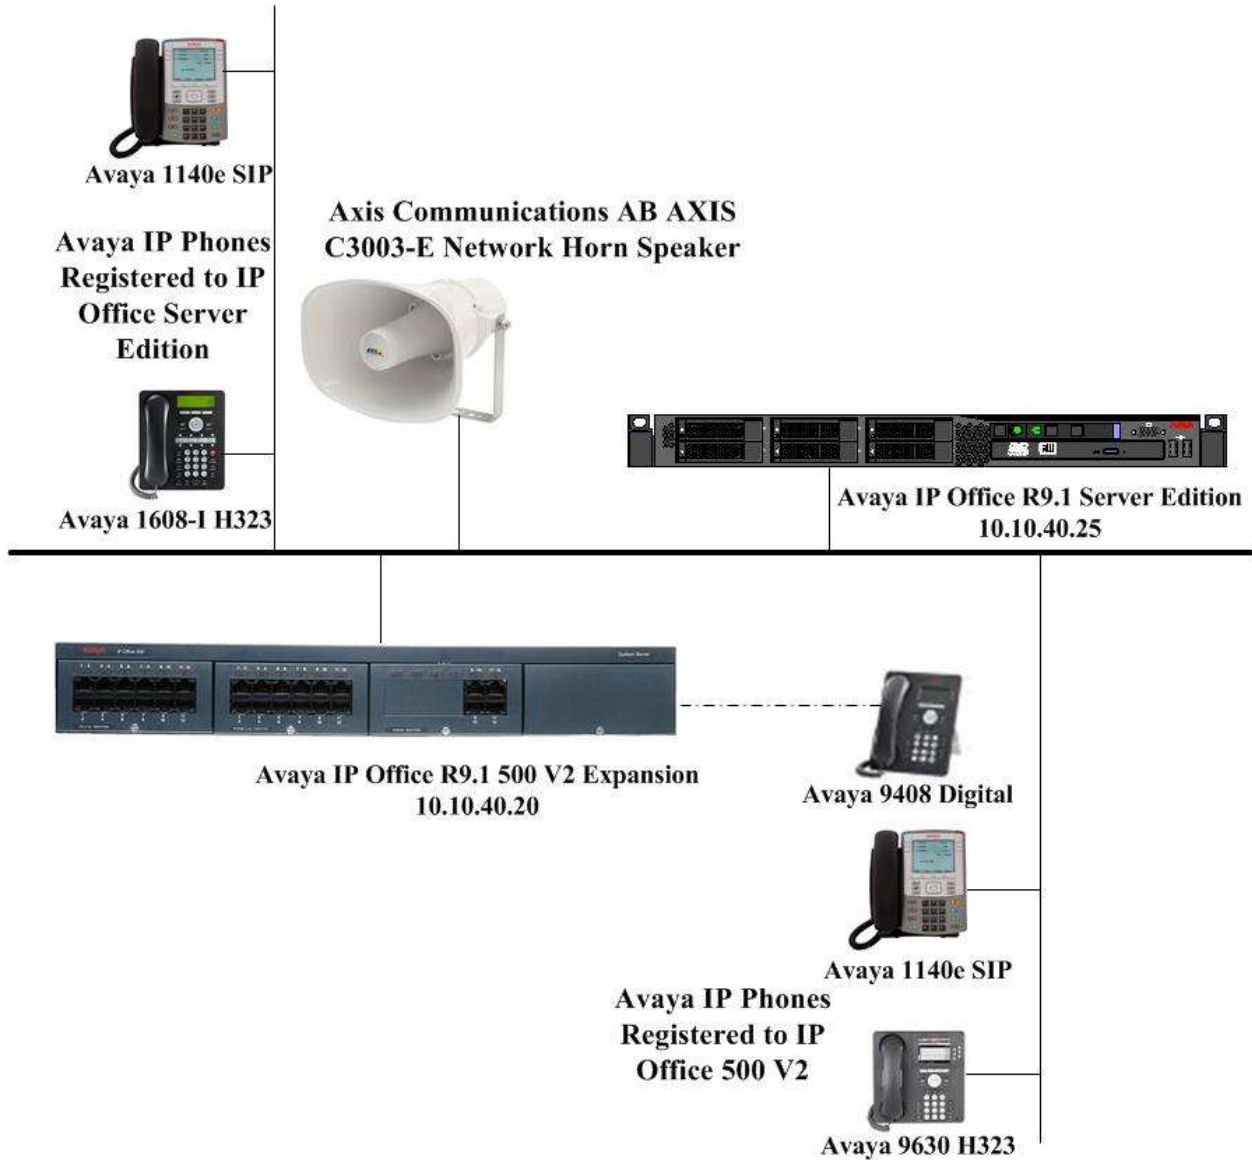 Avaya 1140e SIP
Axis Communications AB AXIS
C3003-E Network Horn Speaker
Avaya IP Phones
Registered to IP
Office Server
Edition
AXIS
Avaya 1608-I H323
AVAYA
Avaya IP Office R9.1 Server Edition
10.10.40.25
AVAYA
Avaya IP Office R9.1 500 V2 Expansion
10.10.40.20
Avaya 9408 Digital
Avaya 1140e SIP
Avaya IP Phones
Registered to IP
Office 500 V2
Avaya 9630 H323